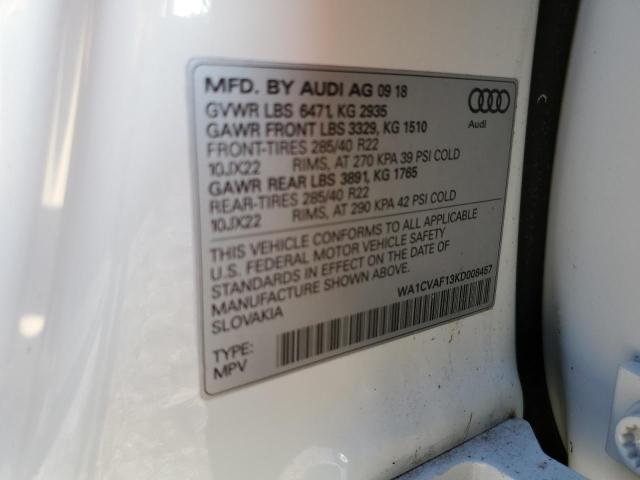 MFD. BY AUDI AG 09 18
GVWR LBS 6471, KG 2935
GAWR FRONT LBS 3329, KG 1510
FRONT-TIRES 285/40 R22
10JX22 RIMS, AT 270 KPA 39 PSI COLD
GAWR REAR LBS 3891, KG 1765
REAR-TIRES 285/40 R22
10JX22 RIMS, AT 290 KPA 42 PSI COLD
Audi
THIS VEHICLE CONFORMS TO ALL APPLICABLE
U.S. FEDERAL MOTOR VEHICLE SAFETY
STANDARDS IN EFFECT ON THE DATE OF
MANUFACTURE SHOWN ABOVE.
SLOVAKIA
WA1CVAF13KD008457
TYPE:
MPV